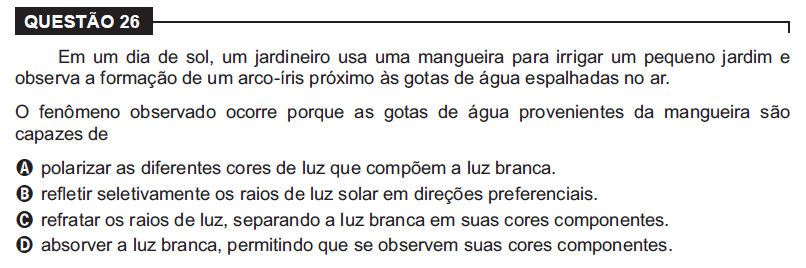 QUESTÃO 26
Em um dia de sol, um jardineiro usa uma mangueira para irrigar um pequeno jardim e
observa a formação de um arco-íris próximo às gotas de água espalhadas no ar.
O fenômeno observado ocorre porque as gotas de água provenientes da mangueira são
capazes de
A polarizar as diferentes cores de luz que compõem a luz branca.
B refletir seletivamente os raios de luz solar em direções preferenciais.
C refratar os raios de luz, separando a luz branca em suas cores componentes.
D absorver a luz branca, permitindo que se observem suas cores componentes.